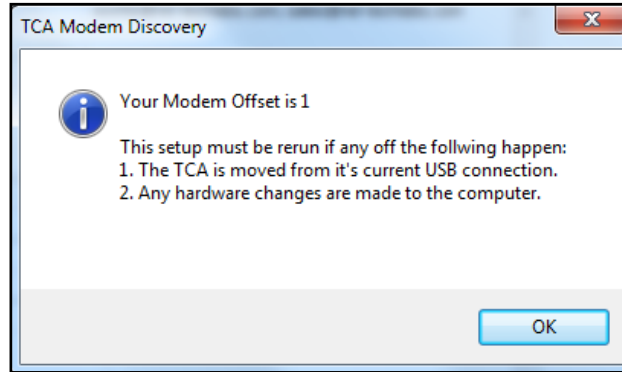 TCA Modem Discovery
Your Modem Offset is 1
This setup must be rerun if any off the follwing happen:
1. The TCA is moved from it's current USB connection.
2. Any hardware changes are made to the computer.
OK